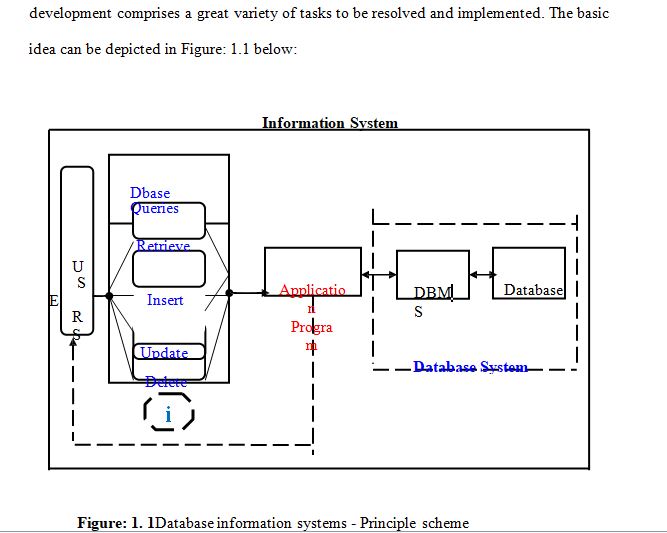 development comprises a great variety of tasks to be resolved and implemented. The basic
idea can be depicted in Figure: 1.1 below:
Information System
Dbase
Queries
Retrieve
Insert
Update
Delete
i
U
S
E
R
S
Applicatio
n
Progra
m
DBM
S
Database
Database System
Figure: 1. 1Database information systems - Principle scheme